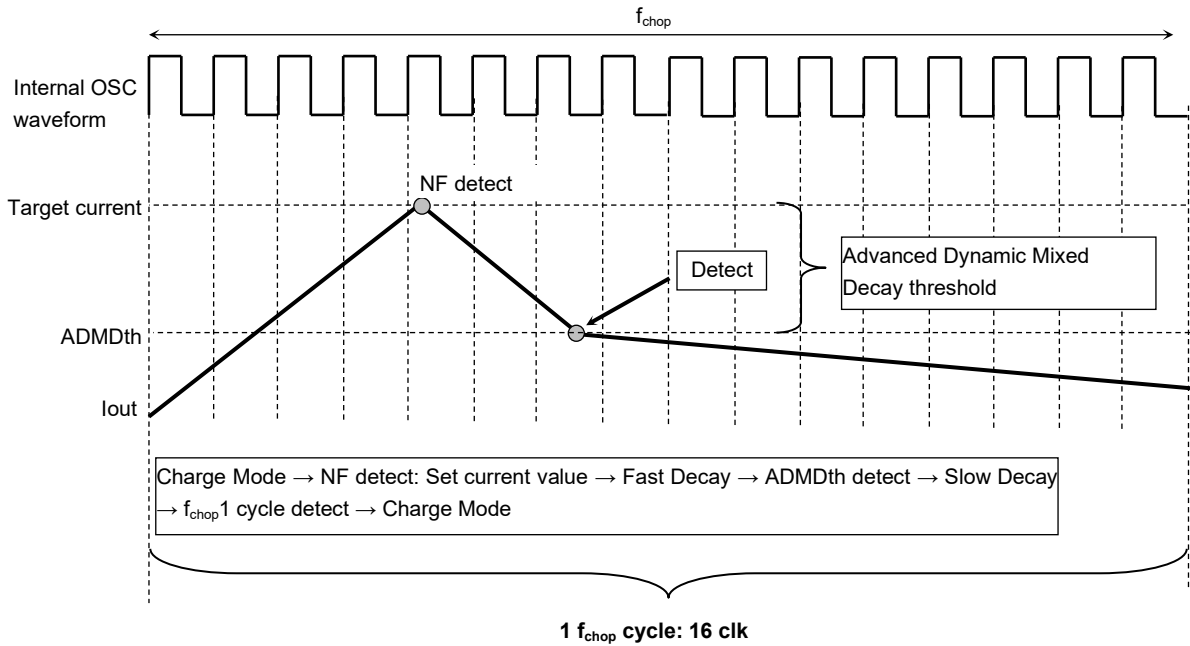 fchop
Internal OSC
waveform
NF detect
Target current
Detect
Advanced Dynamic Mixed
Decay threshold
ADMDth
Iout
Charge Mode → NF detect: Set current value → Fast Decay → ADMDth detect → Slow Decay
→ fchop1 cycle detect → Charge Mode
1 fchop cycle: 16 clk